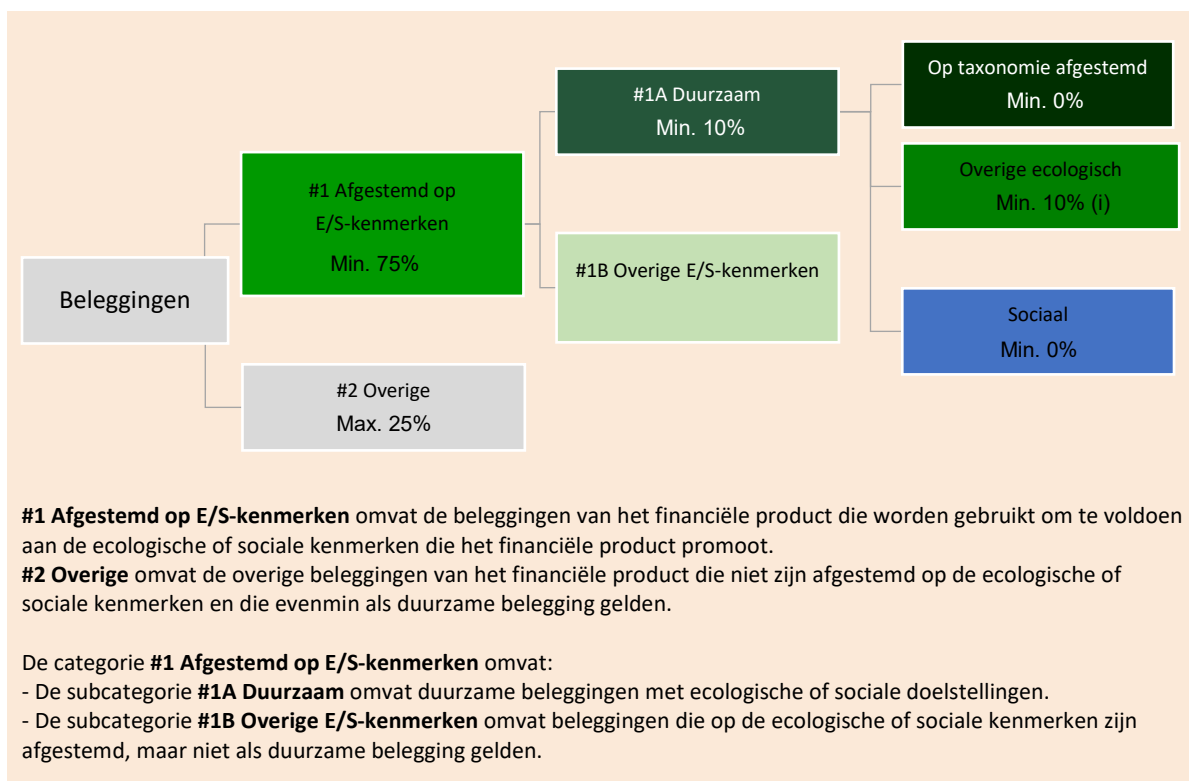 Beleggingen
#1 Afgestemd op
E/S-kenmerken
Min. 75%
#2 Overige
Max. 25%
#1A Duurzaam
Min. 10%
#1B Overige E/S-kenmerken
Op taxonomie afgestemd
Min. 0%
Overige ecologisch
Min. 10% (i)
Sociaal
Min. 0%
#1 Afgestemd op E/S-kenmerken omvat de beleggingen van het financiële product die worden gebruikt om te voldoen
aan de ecologische of sociale kenmerken die het financiële product promoot.
#2 Overige omvat de overige beleggingen van het financiële product die niet zijn afgestemd op de ecologische of
sociale kenmerken en die evenmin als duurzame belegging gelden.
De categorie #1 Afgestemd op E/S-kenmerken omvat:
- De subcategorie #1A Duurzaam omvat duurzame beleggingen met ecologische of sociale doelstellingen.
- De subcategorie #1B Overige E/S-kenmerken omvat beleggingen die op de ecologische of sociale kenmerken zijn
afgestemd, maar niet als duurzame belegging gelden.